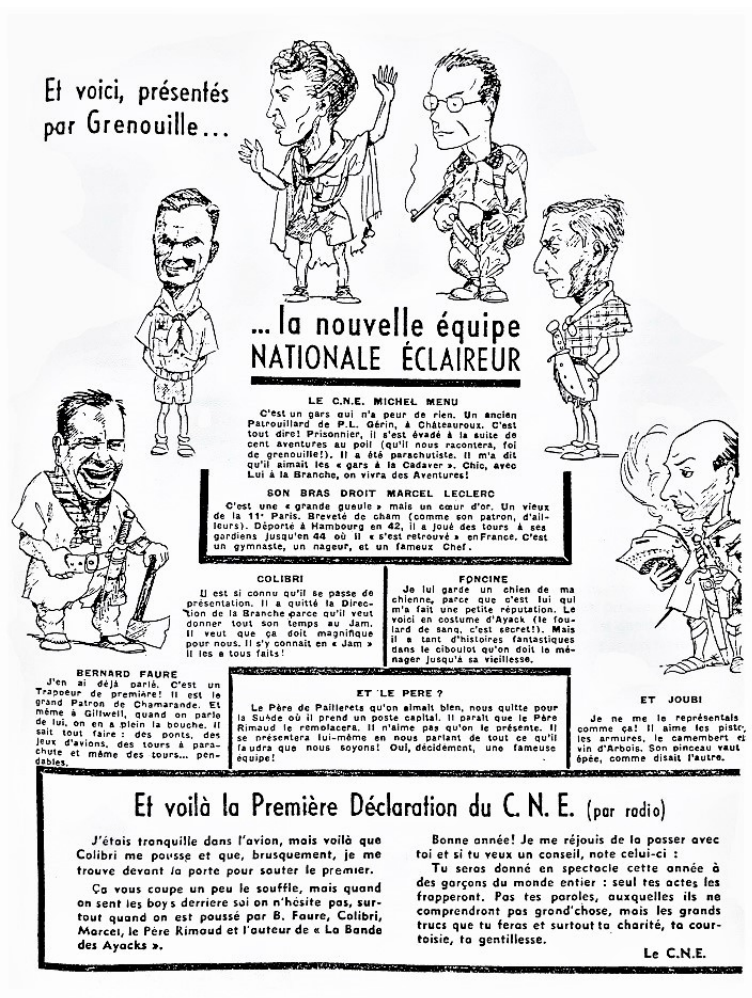 Et voici, présentés
par Grenouille...
... la nouvelle équipe
NATIONALE ÉCLAIREUR
LE C.N.E. MICHEL MENU
C'est un gars qui n'a peur de rien. Un ancien
Patrouillard de P.L. Gérin, à Châteauroux. C'est
tout dire! Prisonnier, il s'est évadé à la suite de
cent aventures au poil (qu'il nous racontera, foi
de grenouille!). Il a été parachutiste. Il m'a dit
qu'il aimait les « gars à la Cadaver ». Chic, avec
Lui à la Branche, on vivra des Aventures!
SON BRAS DROIT MARCEL LECLERC
C'est une « grande gueule » mais un cœur d'or. Un vieux
de la 11e Paris. Breveté de cham (comme son patron, d'ail-
leurs). Déporté à Hambourg en 42, il a joué des tours à ses
gardiens jusqu'en 44 où il « s'est retrouvé » en France. C'est
un gymnaste, un nageur, et un fameux Chef.
COLIBRI
Il est si connu qu'il se passe de
présentation. Il a quitté la Direc-
tion de la Branche parce qu'il veut
donner tout son temps au Jam.
Il veut que ça doit magnifique
pour nous. Il s'y connait en « Jam »
il les a tous faits!
FONCINE
Je lui garde un chien de ma
chienne, parce que c'est lui qui
m'a fait une petite réputation. Le
voici en costume d'Ayack (le fou-
lard de sang, c'est secret!). Mais
il a tant d'histoires fantastiques
dans le ciboulot qu'on doit le mé-
nager jusqu'à sa vieillesse.
BERNARD FAURE
J'en ai déjà parlé. C'est un
Trappeur de première! Il est le
grand Patron de Chamarande. Et
même à Gillwell, quand on parle
de lui, on en a plein la bouche. Il
sait tout faire : des ponts, des
jeux d'avions, des tours à para-
chute et même des tours... pen-
dables.
ET LE PERE ?
Le Père de Paillerets qu'on aimait bien, nous quitte pour
la Suède où il prend un poste capital. Il paraît que le Père
Rimaud le remplacera. Il n'aime pas qu'on le présente. Il
se présentera lui-même en nous parlant de tout ce qu'il
faudra que nous soyons! Oui, décidément, une fameuse
équipe!
ET JOUBI
Je ne me le représentais
comme ça! Il aime les pistc
les armures, le camembert et
vin d'Arbois. Son pinceau vaut
épée, comme disait l'autre.
Et voilà la Première Déclaration du C. N. E. (par radio)
J'étais tranquille dans l'avion, mais voilà que
Colibri me pousse et que, brusquement, je me
trouve devant la porte pour sauter le premier.
Ça vous coupe un peu le souffle, mais quand
on sent les boys derriere soi on n'hésite pas, sur-
tout quand on est poussé par B. Faure, Colibri,
Marcel, le Père Rimaud et l'auteur de « La Bande
des Ayacks ».
Bonne année! Je me réjouis de la passer avec
toi et si tu veux un conseil, note celui-ci :
Tu seras donné en spectacle cette année à
des garçons du monde entier : seul tes actes les
frapperont. Pas tes paroles, auxquelles ils ne
comprendront pas grand'chose, mais les grands
trucs que tu feras et surtout ta charité, ta cour-
toisie, ta gentillesse.
Le C.N.E.